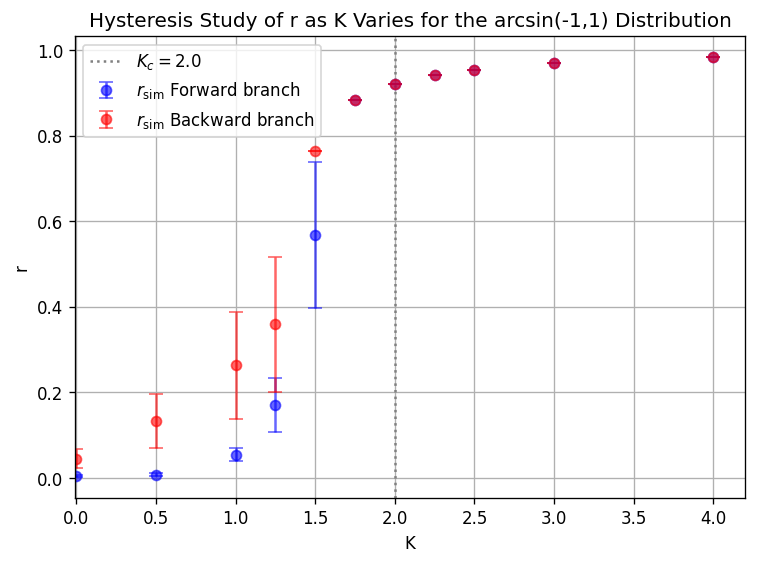 Hysteresis Study of r as K Varies for the arcsin(-1,1) Distribution
K_c = 2.0
r_sim Forward branch
r_sim Backward branch
1.0
0.8
0.6
0.4
0.2
0.0
r
0.0 0.5 1.0 1.5 2.0 2.5 3.0 3.5 4.0
K